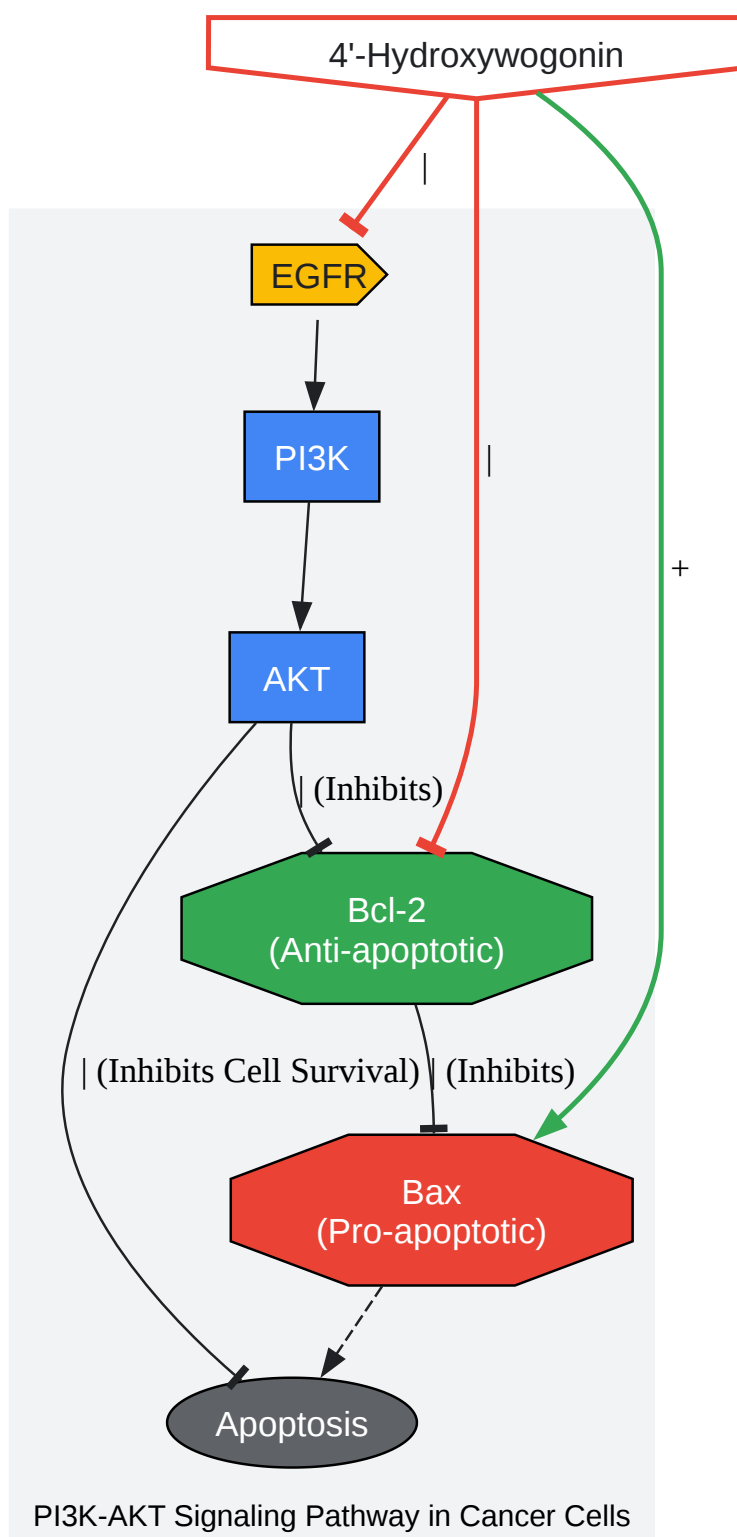 4'-Hydroxywogonin
|
EGFR
PI3K
|
+
AKT
| (Inhibits)
Bcl-2
(Anti-apoptotic)
| (Inhibits Cell Survival)
| (Inhibits)
Bax
(Pro-apoptotic)
Apoptosis
PI3K-AKT Signaling Pathway in Cancer Cells